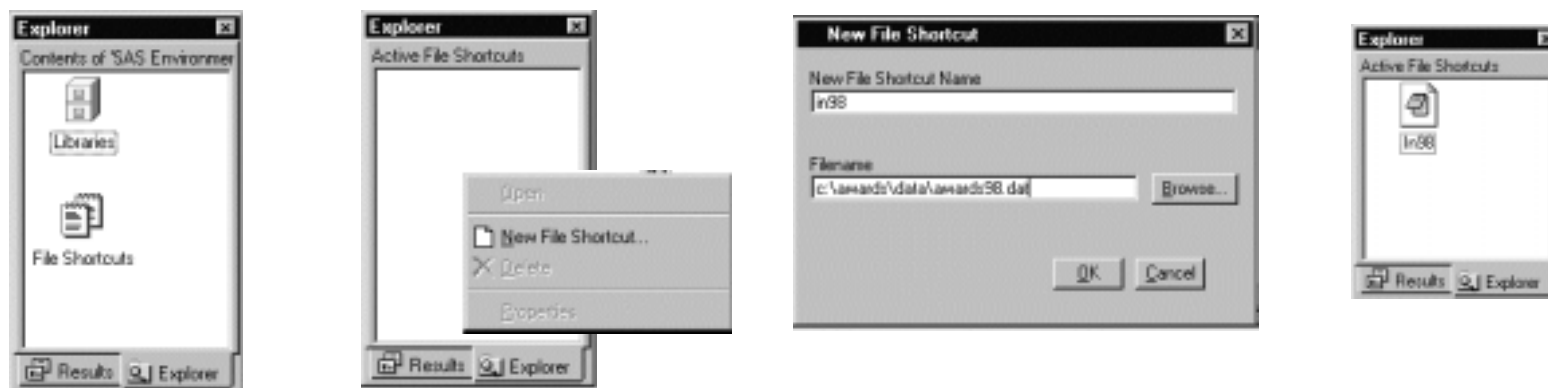 Explorer
Contents of 'SAS Environmer
Libraries
File Shortcuts
Results Explorer
Explorer
Active File Shortcuts
Open
New File Shortcut...
Delete
Properties
Results Explorer
New File Shortcut
New File Shortcut Name
in98
Filename
c:\awards\data\awards98.dat
Browse...
OK Cancel
Explorer
Active File Shortcuts
In98
Results Explorer